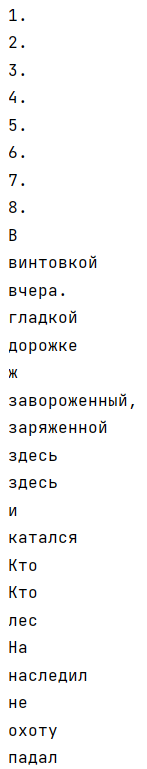 1.
2.
3.
4.
5.
6.
7.
8.
В
винтовкой
вчера.
гладкой
дорожке
ж
завороженный,
заряженной
здесь
здесь
и
катался
Кто
Кто
лес
На
наследил
не
охоту
падал